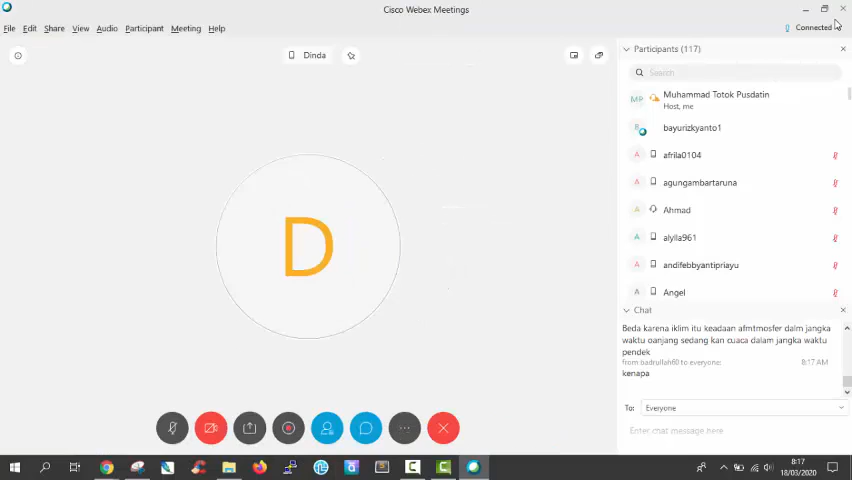 Cisco Webex Meetings
File Edit Share View Audio Participant Meeting Help
Connected
Dinda
D
Participants (117)
Search
MP Muhammad Totok Pusdatin
Host, me
B bayurizkyanto1
A afrila0104
A agungambartaruna
A Ahmad
A alylla961
A andifebbyantipriayu
A Angel
Chat
Beda karena iklim itu keadaan afmtmosfer dalm jangka
waktu oanjang sedang kan cuaca dalam jangka waktu
pendek
from badrullah60 to everyone: 8:17 AM
kenapa
To: Everyone
Enter chat message here
8:17
18/03/2020